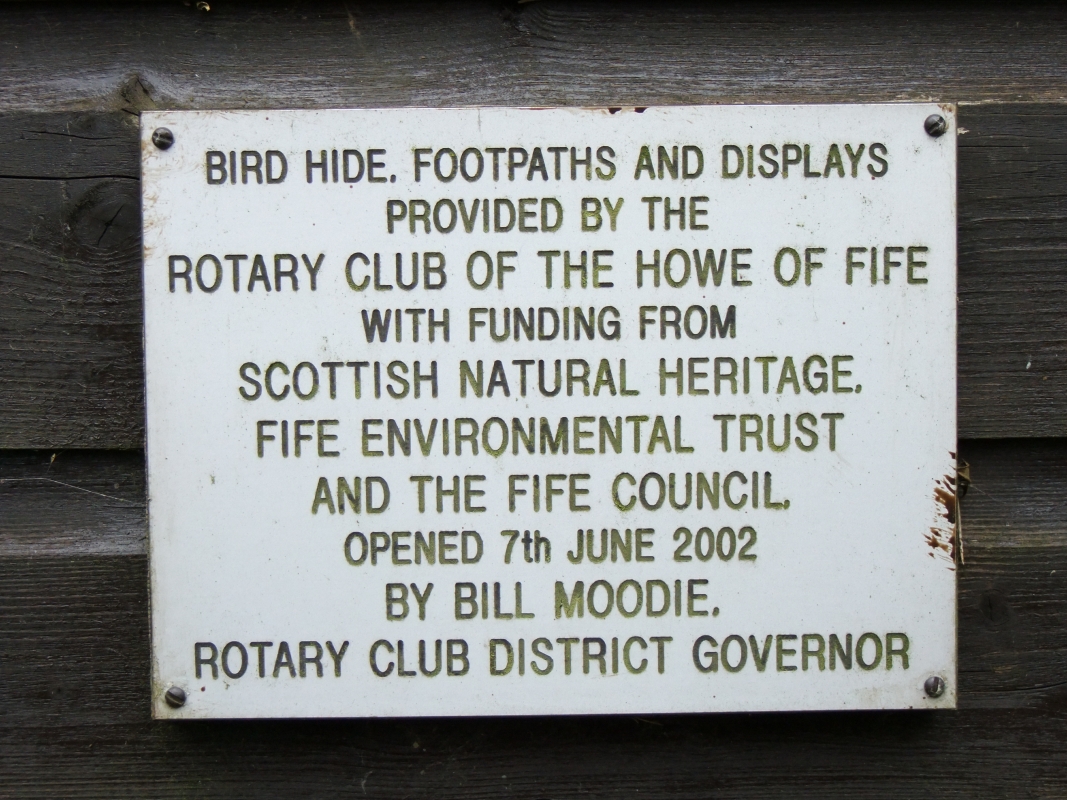 BIRD HIDE. FOOTPATHS AND DISPLAYS
PROVIDED BY THE
ROTARY CLUB OF THE HOWE OF FIFE
WITH FUNDING FROM
SCOTTISH NATURAL HERITAGE.
FIFE ENVIRONMENTAL TRUST
AND THE FIFE COUNCIL.
OPENED 7th JUNE 2002
BY BILL MOODIE.
ROTARY CLUB DISTRICT GOVERNOR